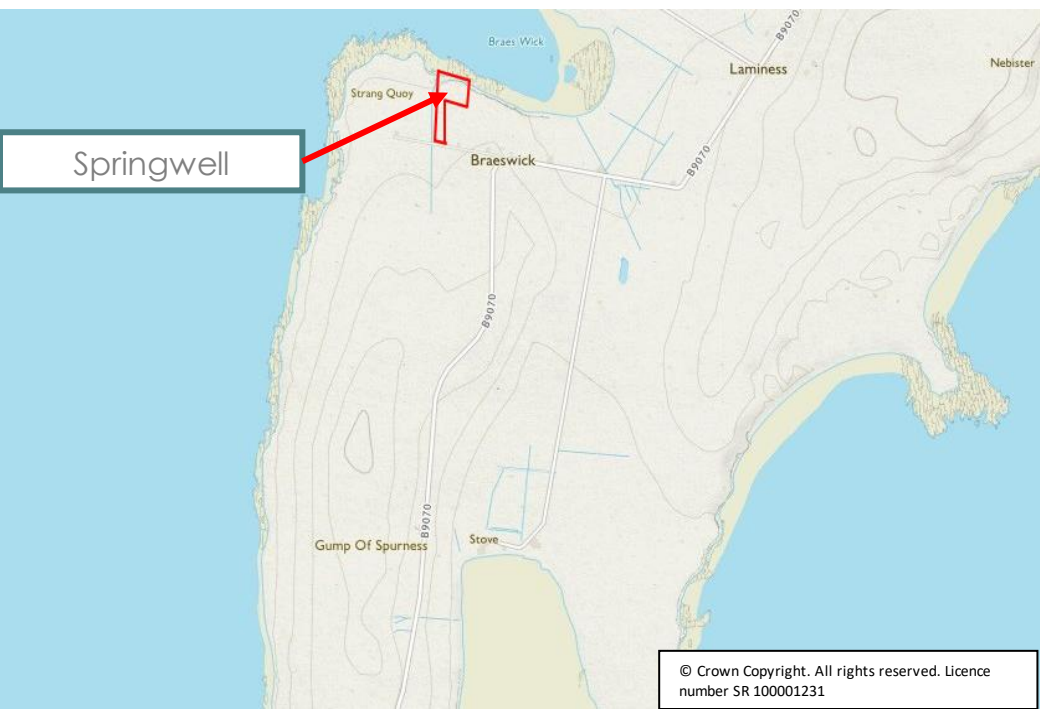 Braes Wick
B9070
Laminess
Nebister
Strang Quoy
Springwell
Braeswick
B9070
B9070
Gump Of Spurness
B9070
Stove
© Crown Copyright. All rights reserved. Licence
number SR 100001231